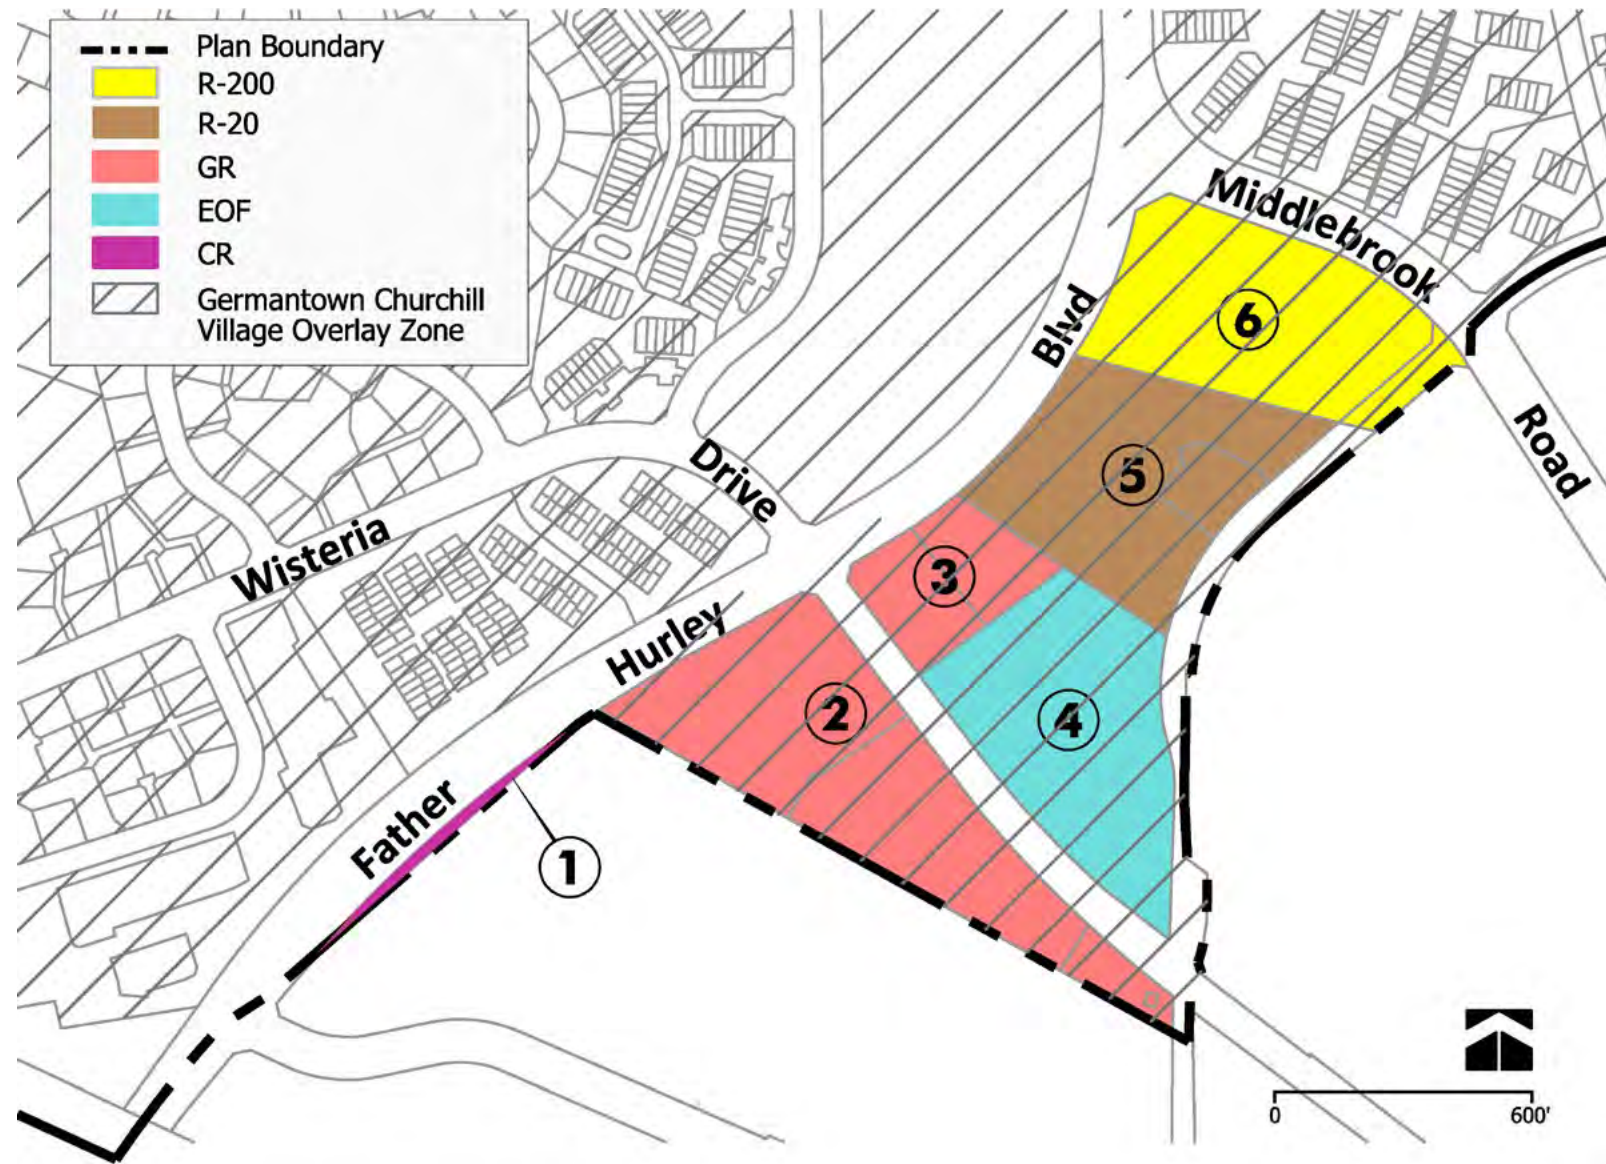 Plan Boundary
R-200
R-20
GR
EOF
CR
Germantown Churchill
Village Overlay Zone
Middlebrook
Road
Blvd
6
5
Drive
Wisteria
3
Hurley
2
4
Father
1
0
600'